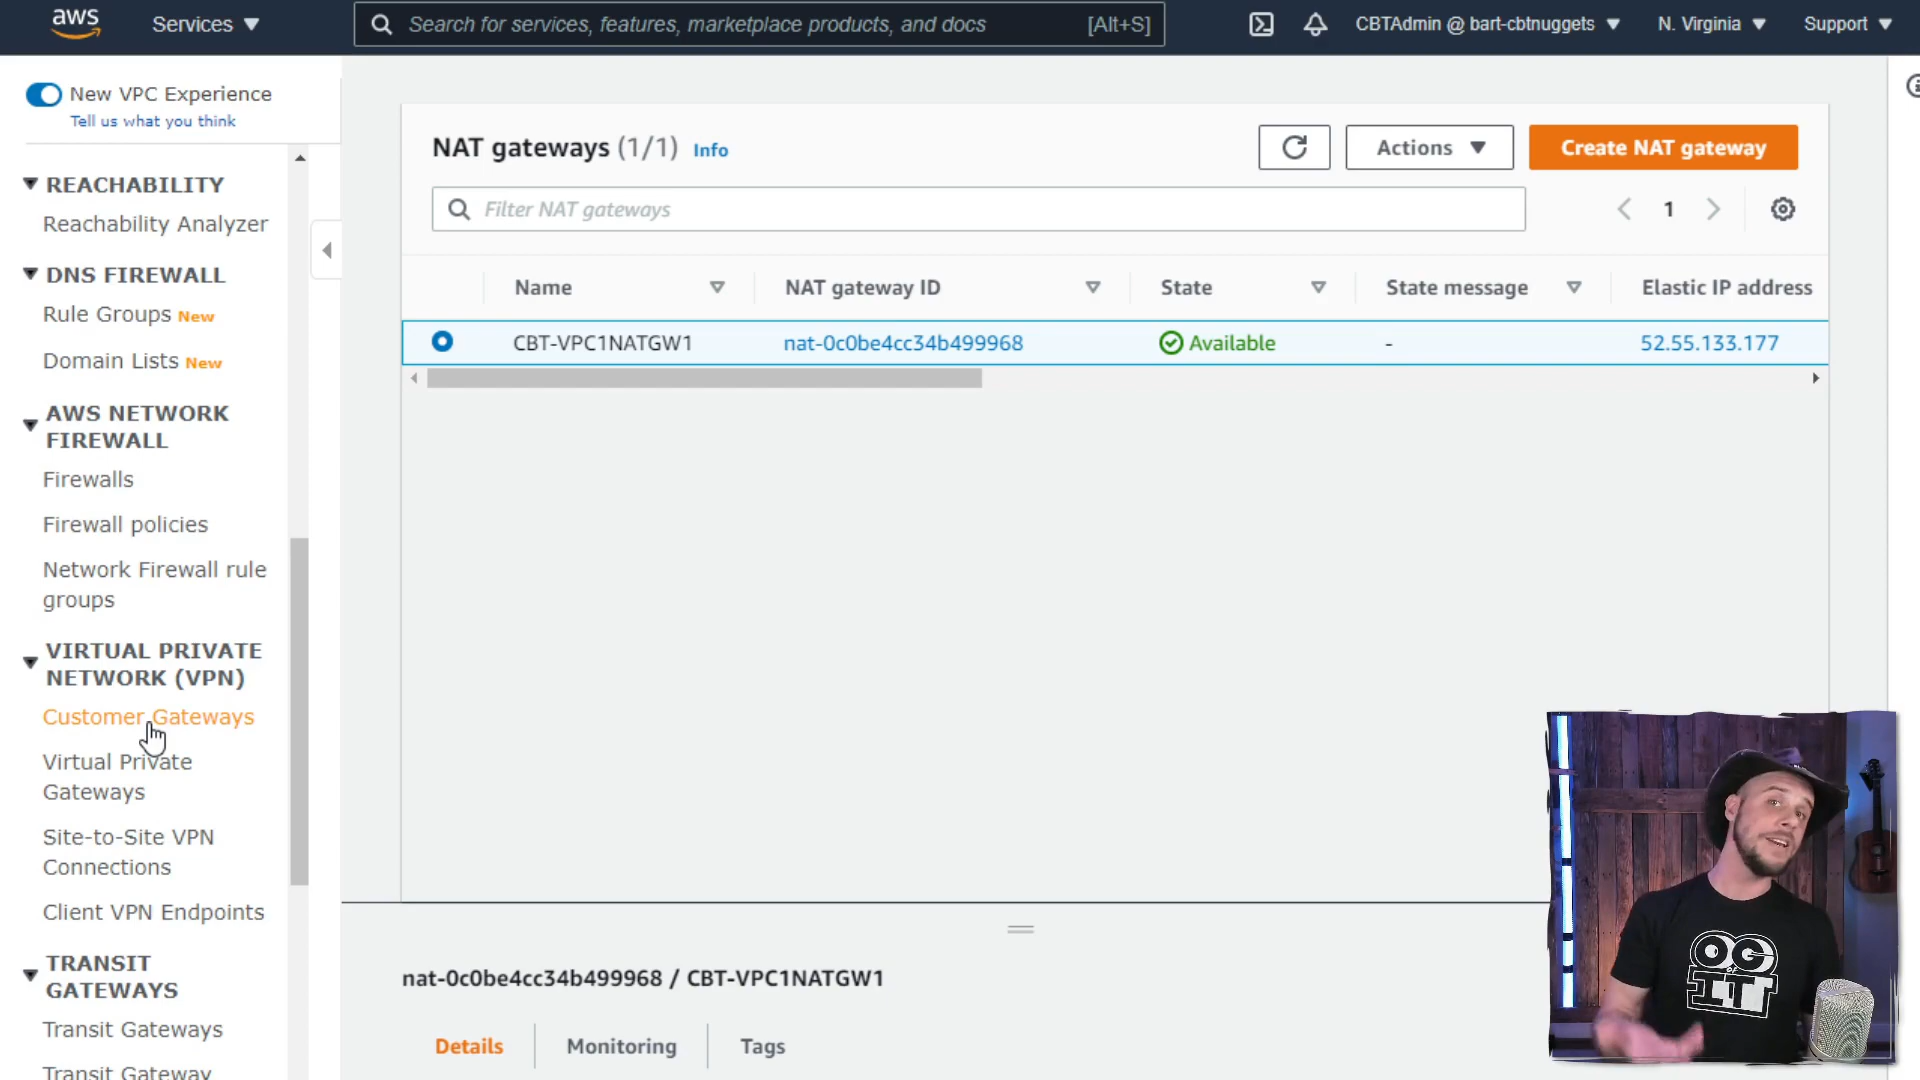 aws
Services
Search for services, features, marketplace products, and docs
[Alt+S]
CBTAdmin @ bart-cbtnuggets
N. Virginia
Support
New VPC Experience
Tell us what you think
REACHABILITY
Reachability Analyzer
DNS FIREWALL
Rule Groups New
Domain Lists New
AWS NETWORK
FIREWALL
Firewalls
Firewall policies
Network Firewall rule
groups
VIRTUAL PRIVATE
NETWORK (VPN)
Customer Gateways
Virtual Private
Gateways
Site-to-Site VPN
Connections
Client VPN Endpoints
TRANSIT
GATEWAYS
Transit Gateways
Transit Gateway
NAT gateways (1/1) Info
Actions
Create NAT gateway
Filter NAT gateways
1
Name
NAT gateway ID
State
State message
Elastic IP address
CBT-VPC1NATGW1
nat-0c0be4cc34b499968
Available
-
52.55.133.177
nat-0c0be4cc34b499968 / CBT-VPC1NATGW1
Details
Monitoring
Tags
OG
OF
IT